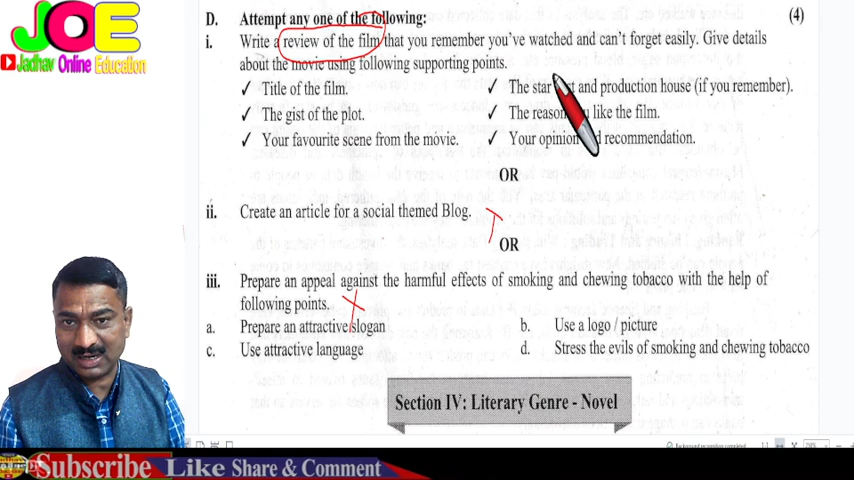 JOE
Jadhav Online Education
D. Attempt any one of the following: (4)
i. Write a review of the film that you remember you've watched and can't forget easily. Give details
about the movie using following supporting points.
✓ Title of the film. ✓ The star and production house (if you remember).
✓ The gist of the plot. ✓ The reason like the film.
✓ Your favourite scene from the movie. ✓ Your opinion recommendation.
OR
ii. Create an article for a social themed Blog.
OR
iii. Prepare an appeal against the harmful effects of smoking and chewing tobacco with the help of
following points.
a. Prepare an attractive slogan b. Use a logo / picture
c. Use attractive language d. Stress the evils of smoking and chewing tobacco
Section IV: Literary Genre - Novel
Subscribe Like Share & Comment